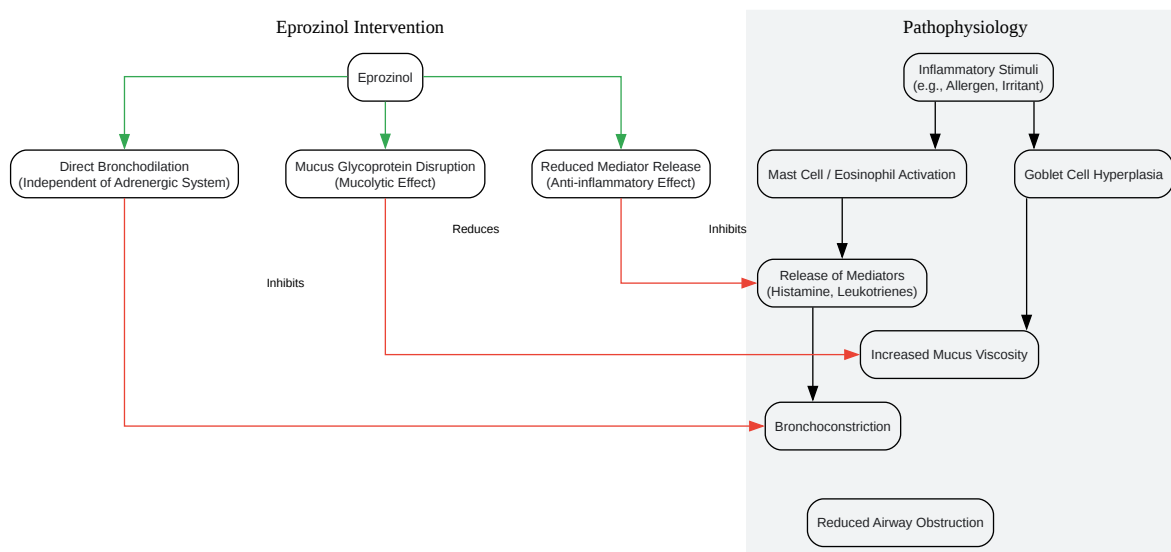 Eprozinol Intervention
Pathophysiology
Eprozinol
Inflammatory Stimuli
(e.g., Allergen, Irritant)
Direct Bronchodilation
(Independent of Adrenergic System)
Mucus Glycoprotein Disruption
(Mucolytic Effect)
Reduced Mediator Release
(Anti-inflammatory Effect)
Mast Cell / Eosinophil Activation
Goblet Cell Hyperplasia
Reduces
Inhibits
Inhibits
Release of Mediators
(Histamine, Leukotrienes)
Increased Mucus Viscosity
Bronchoconstriction
Reduced Airway Obstruction